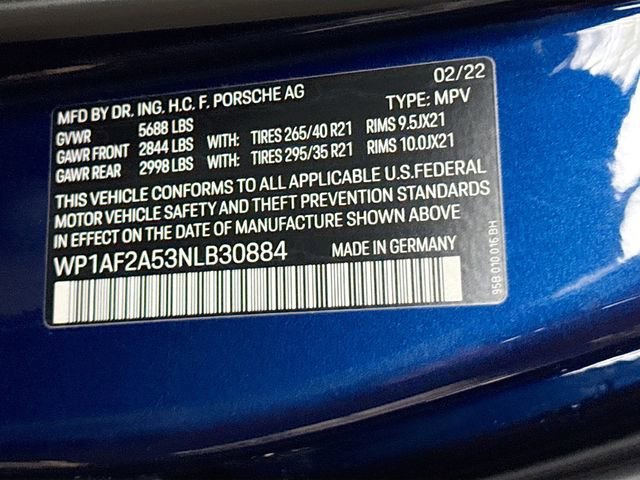 02/22
MFD BY DR. ING. H.C. F. PORSCHE AG
TYPE: MPV
GVWR 5688 LBS
GAWR FRONT 2844 LBS WITH: TIRES 265/40 R21 RIMS 9.5JX21
GAWR REAR 2998 LBS WITH: TIRES 295/35 R21 RIMS 10.0JX21
THIS VEHICLE CONFORMS TO ALL APPLICABLE U.S.FEDERAL
MOTOR VEHICLE SAFETY AND THEFT PREVENTION STANDARDS
IN EFFECT ON THE DATE OF MANUFACTURE SHOWN ABOVE
WP1AF2A53NLB30884 MADE IN GERMANY
95B 010 016 BH